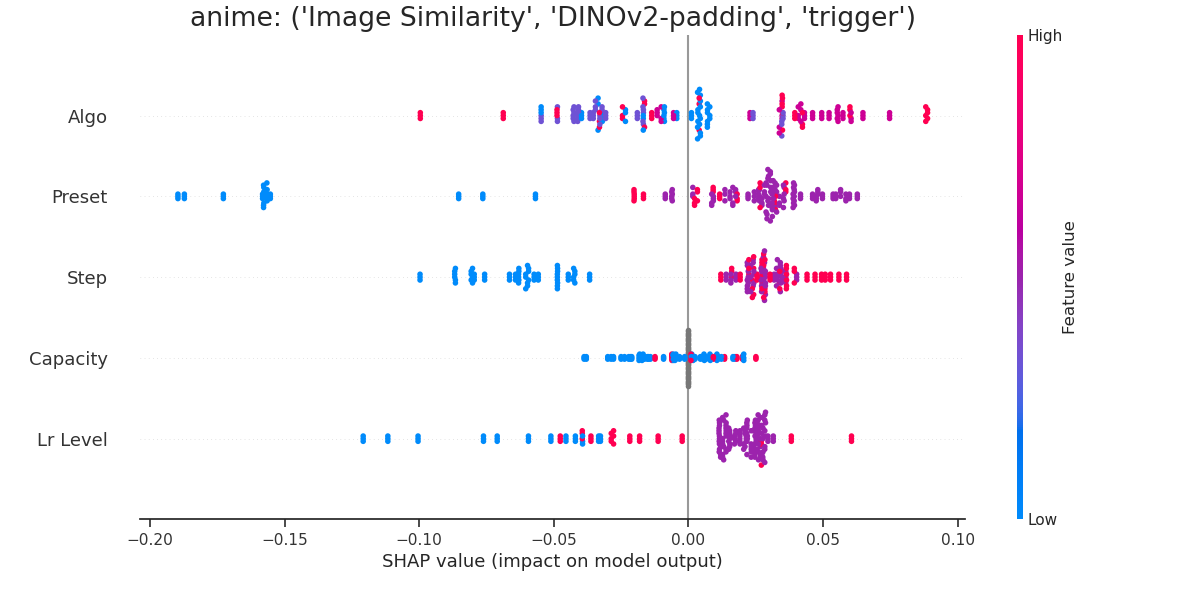 anime: ('Image Similarity', 'DINOv2-padding', 'trigger')
High
Algo
Preset
Step
Capacity
Lr Level
Feature value
Low
−0.20 −0.15 −0.10 −0.05 0.00 0.05 0.10
SHAP value (impact on model output)